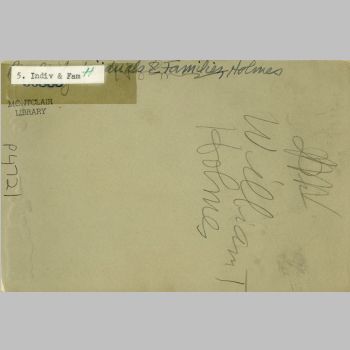 Individuals & Families, Holmes
5. Indiv & Fam H
MONTCLAIR
LIBRARY
P4721
William T
Holmes